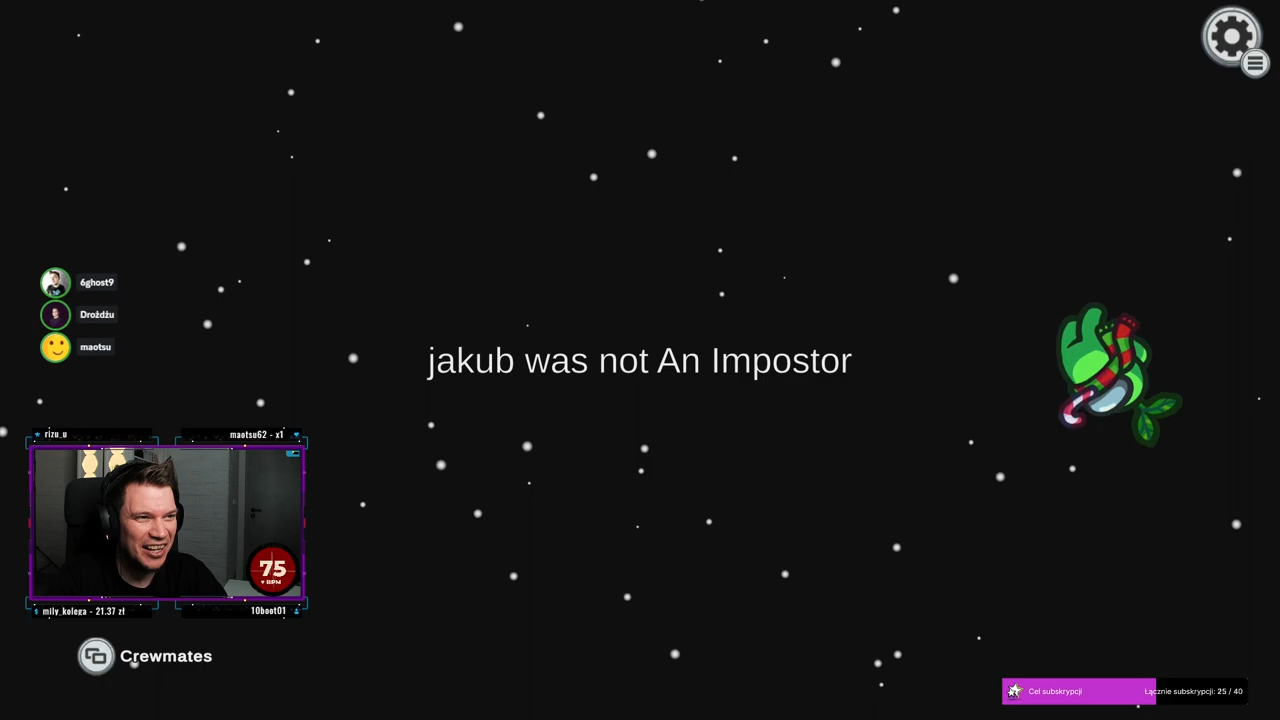 6ghost9
Drożdżu
maotsu
jakub was not An Impostor
rizu_u
maotsu62 - x1
75
♥ BPM
mily_kolega - 21.37 zł
10boot01
Crewmates
Cel subskrypcji
Łącznie subskrypcji: 25 / 40